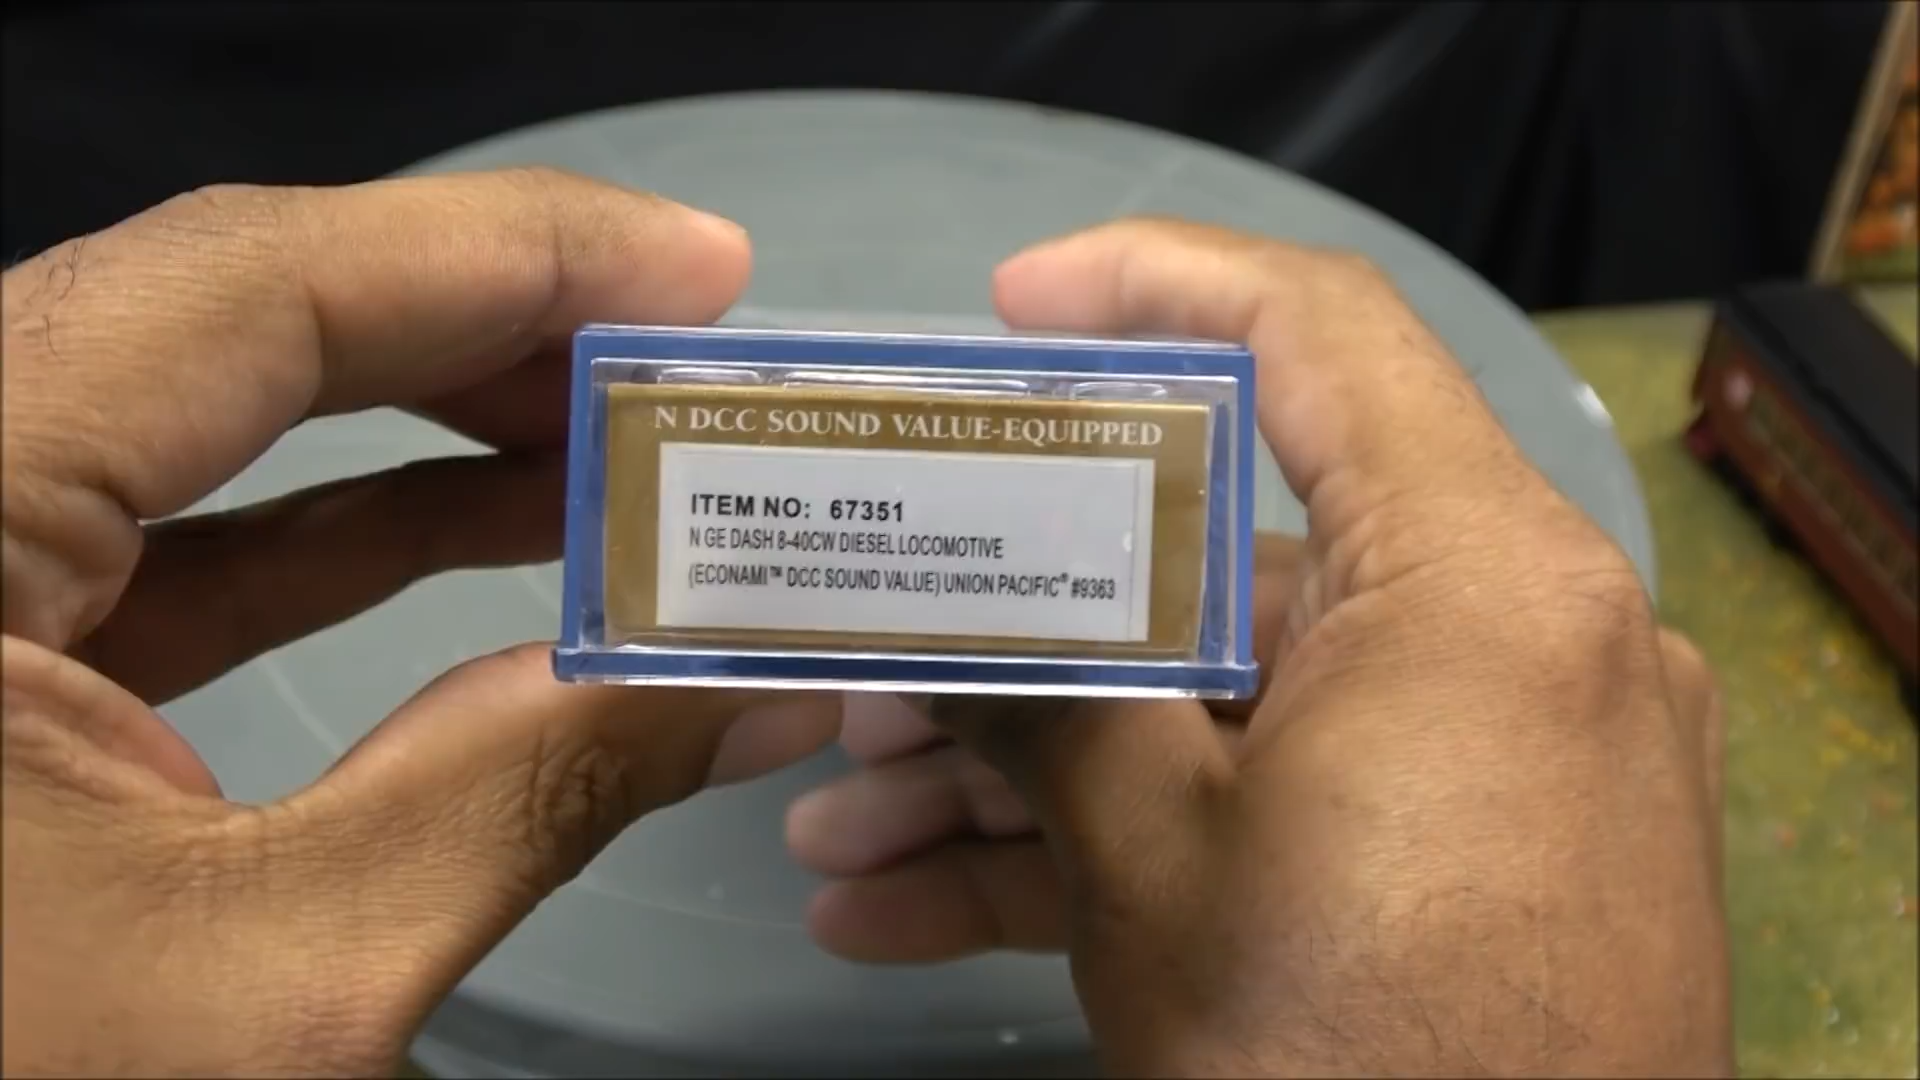 N DCC SOUND VALUE-EQUIPPED
ITEM NO: 67351
N GE DASH 8-40CW DIESEL LOCOMOTIVE
(ECONAMI™ DCC SOUND VALUE) UNION PACIFIC® #9363